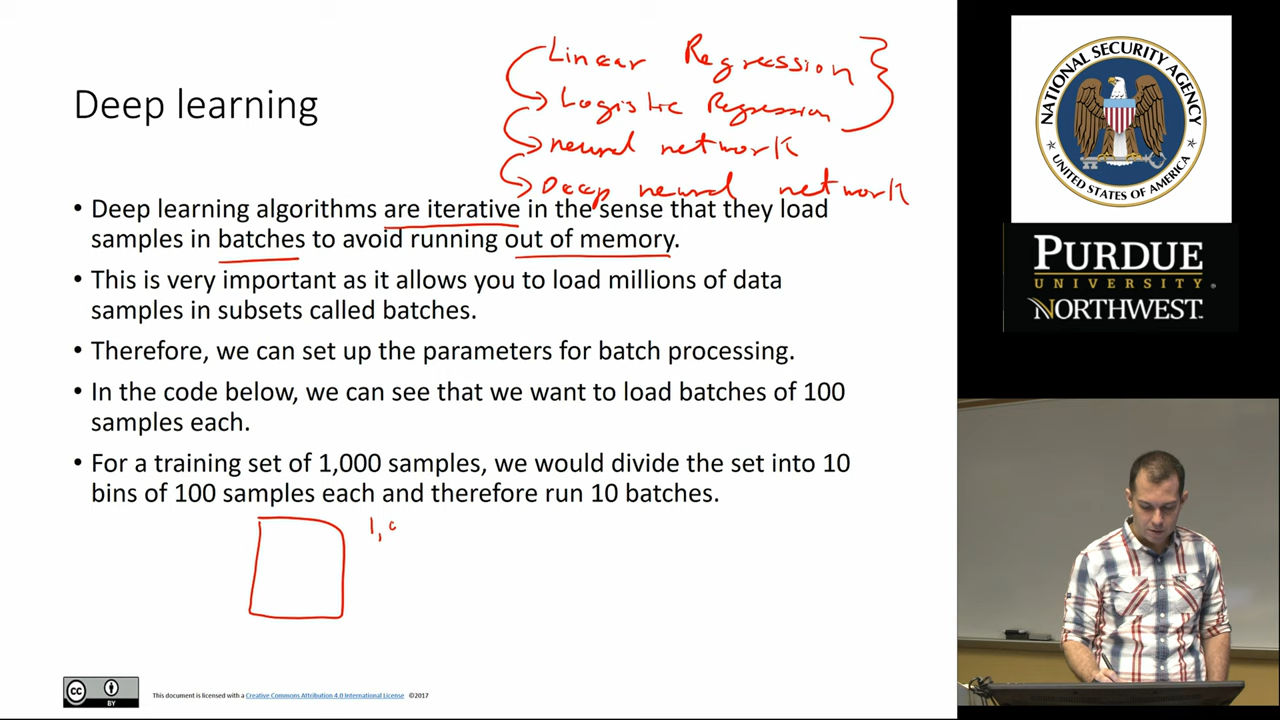 Linear Regression
Logistic Regression
neural network
Deep neural network
Deep learning
• Deep learning algorithms are iterative in the sense that they load
samples in batches to avoid running out of memory.
• This is very important as it allows you to load millions of data
samples in subsets called batches.
• Therefore, we can set up the parameters for batch processing.
• In the code below, we can see that we want to load batches of 100
samples each.
• For a training set of 1,000 samples, we would divide the set into 10
bins of 100 samples each and therefore run 10 batches.
cc BY
This document is licensed with a Creative Commons Attribution 4.0 International License ©2017
NATIONAL SECURITY AGENCY
UNITED STATES OF AMERICA
PURDUE
UNIVERSITY
NORTHWEST